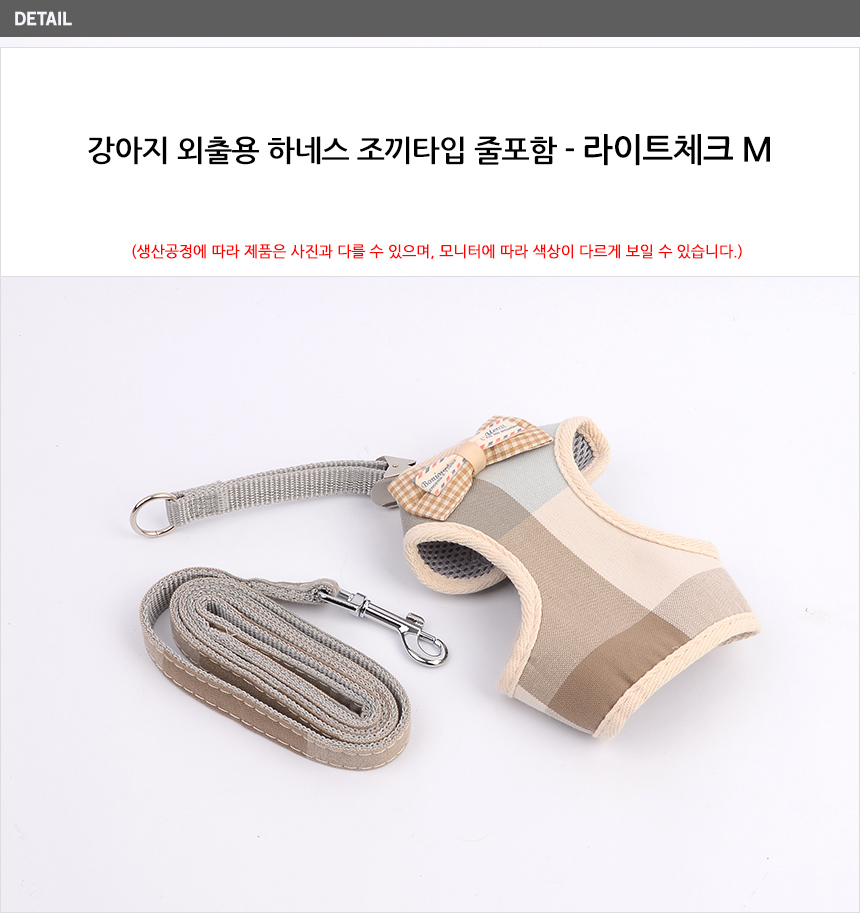 DETAIL
강아지 외출용 하네스 조끼타입 줄포함 - 라이트체크 M
(생산공정에 따라 제품은 사진과 다를 수 있으며, 모니터에 따라 색상이 다르게 보일 수 있습니다.)